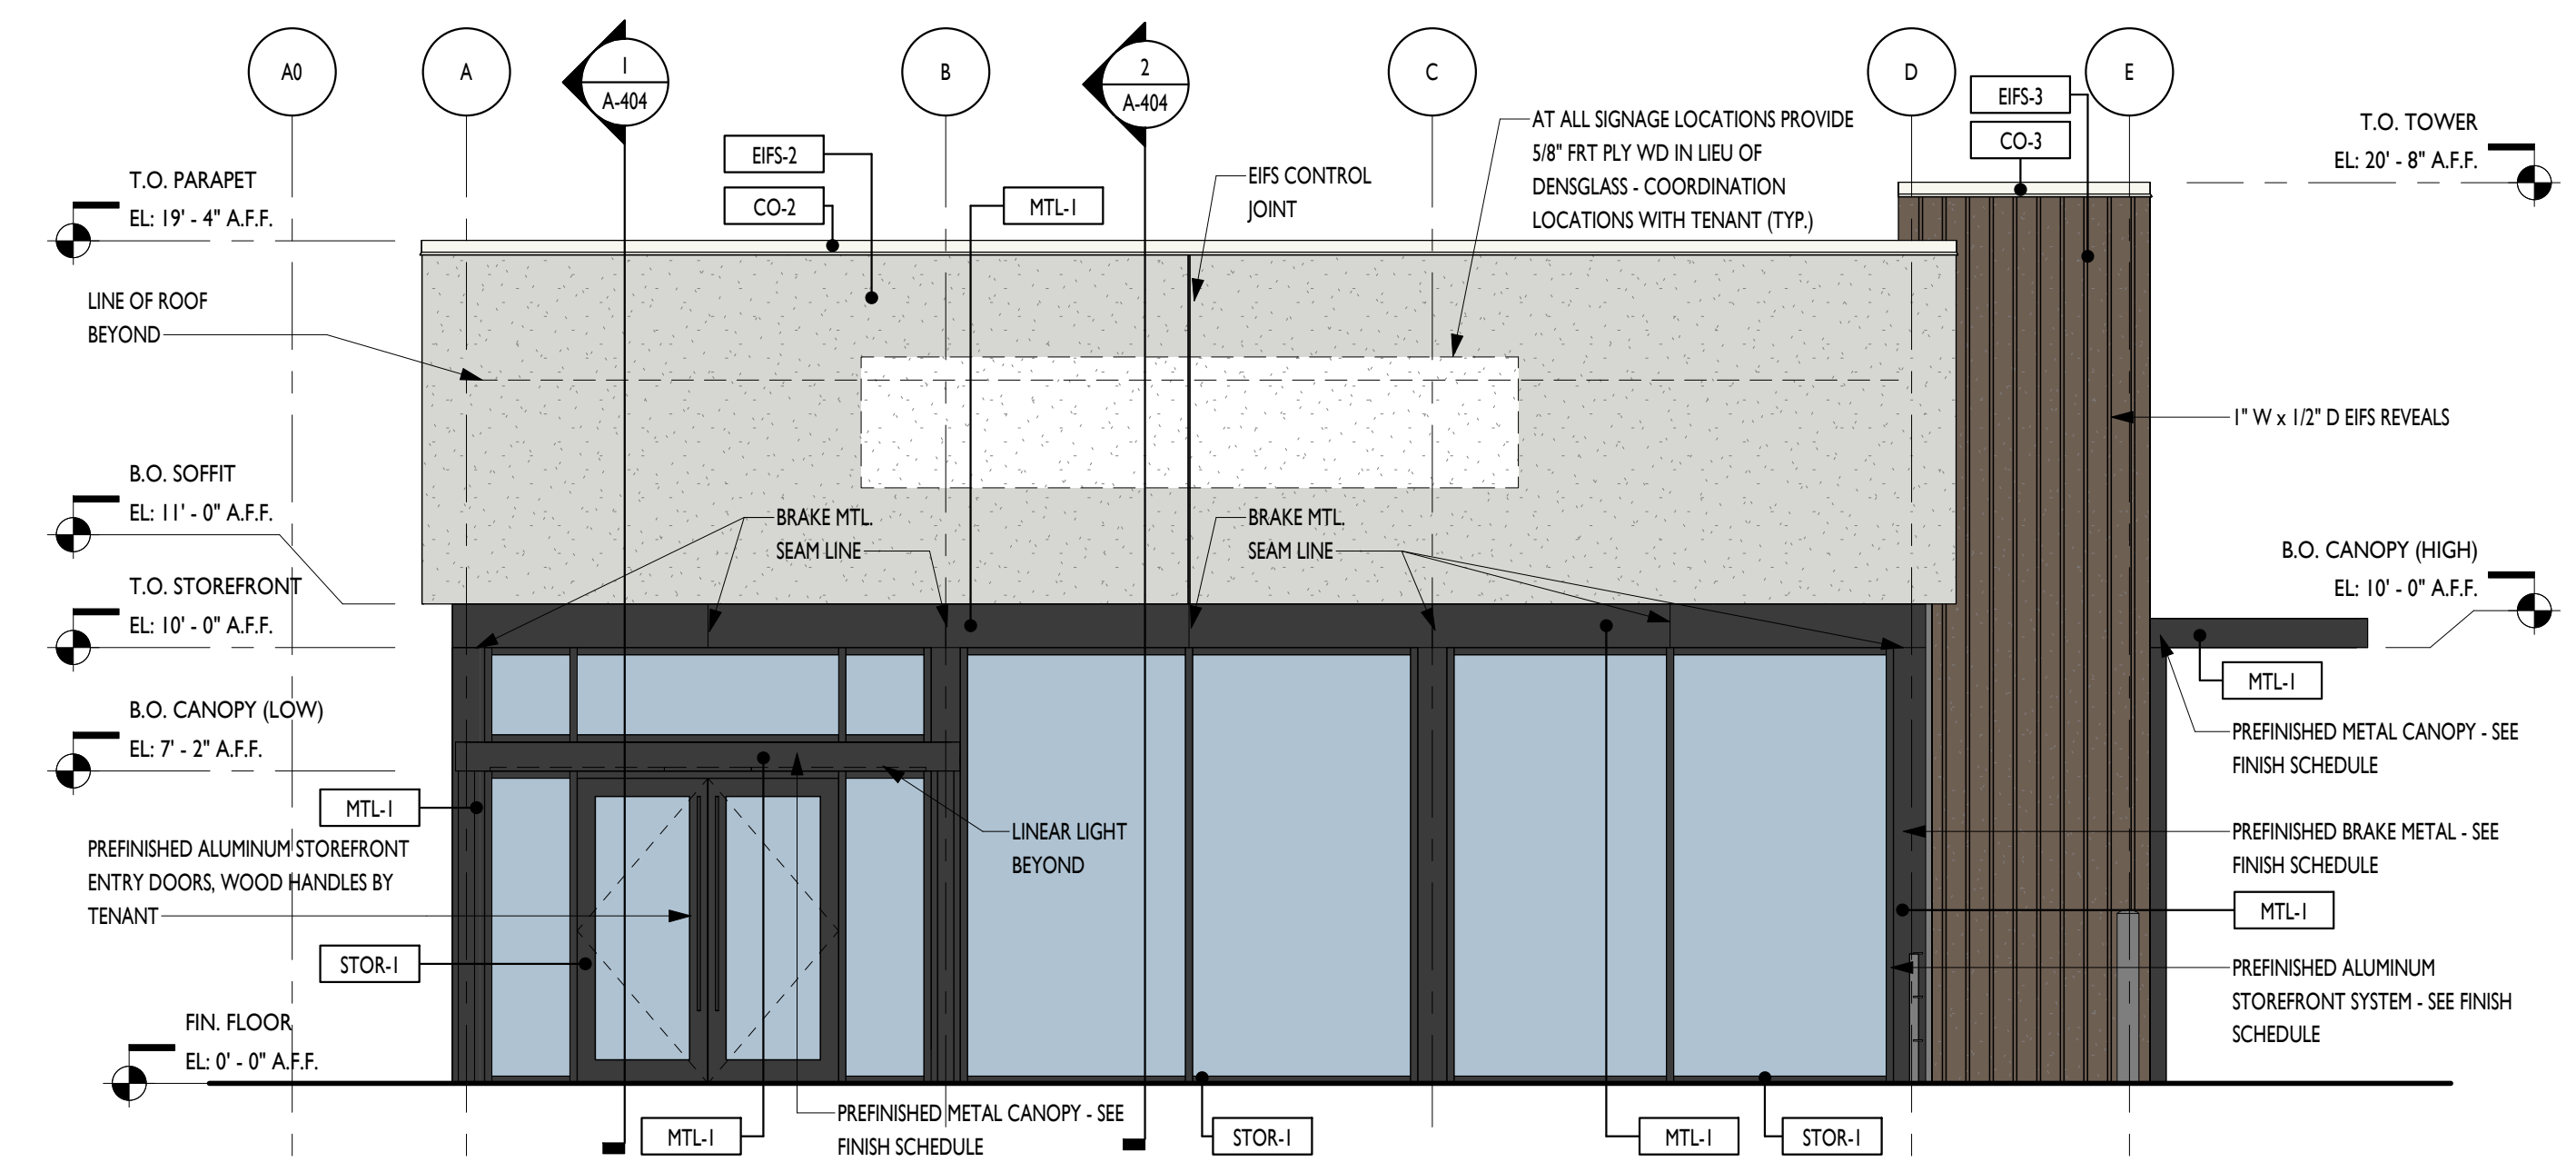 A0
A
1
A-404
B
2
A-404
C
D
E
EIFS-3
CO-3
T.O. TOWER
EL: 20' - 8" A.F.F.
AT ALL SIGNAGE LOCATIONS PROVIDE
5/8" FRT PLY WD IN LIEU OF
DENSGLASS - COORDINATION
LOCATIONS WITH TENANT (TYP.)
EIFS CONTROL
JOINT
EIFS-2
CO-2
MTL-1
T.O. PARAPET
EL: 19' - 4" A.F.F.
LINE OF ROOF
BEYOND
1" W x 1/2" D EIFS REVEALS
B.O. SOFFIT
EL: 11' - 0" A.F.F.
BRAKE MTL.
SEAM LINE
BRAKE MTL.
SEAM LINE
B.O. CANOPY (HIGH)
EL: 10' - 0" A.F.F.
T.O. STOREFRONT
EL: 10' - 0" A.F.F.
MTL-1
B.O. CANOPY (LOW)
EL: 7' - 2" A.F.F.
PREFINISHED METAL CANOPY - SEE
FINISH SCHEDULE
MTL-1
LINEAR LIGHT
BEYOND
PREFINISHED BRAKE METAL - SEE
FINISH SCHEDULE
PREFINISHED ALUMINUM STOREFRONT
ENTRY DOORS, WOOD HANDLES BY
TENANT
MTL-1
STOR-1
PREFINISHED ALUMINUM
STOREFRONT SYSTEM - SEE FINISH
SCHEDULE
FIN. FLOOR
EL: 0' - 0" A.F.F.
MTL-1
PREFINISHED METAL CANOPY - SEE
FINISH SCHEDULE
STOR-1
MTL-1
STOR-1